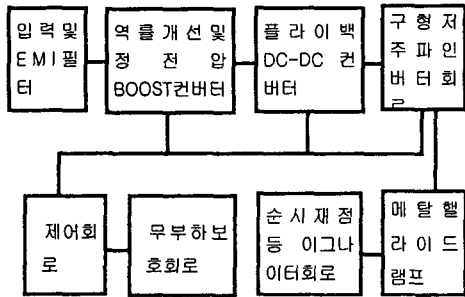 입력및
EMI필
터
역률개선및
정 전 압
BOOST컨버터
플라이백
DC-DC 컨
버터
구형저
주파인
버터회
로
제어회
로
무부하보
호회로
순시재점
등 이그나
이터회로
메탈핼
라이드
램프